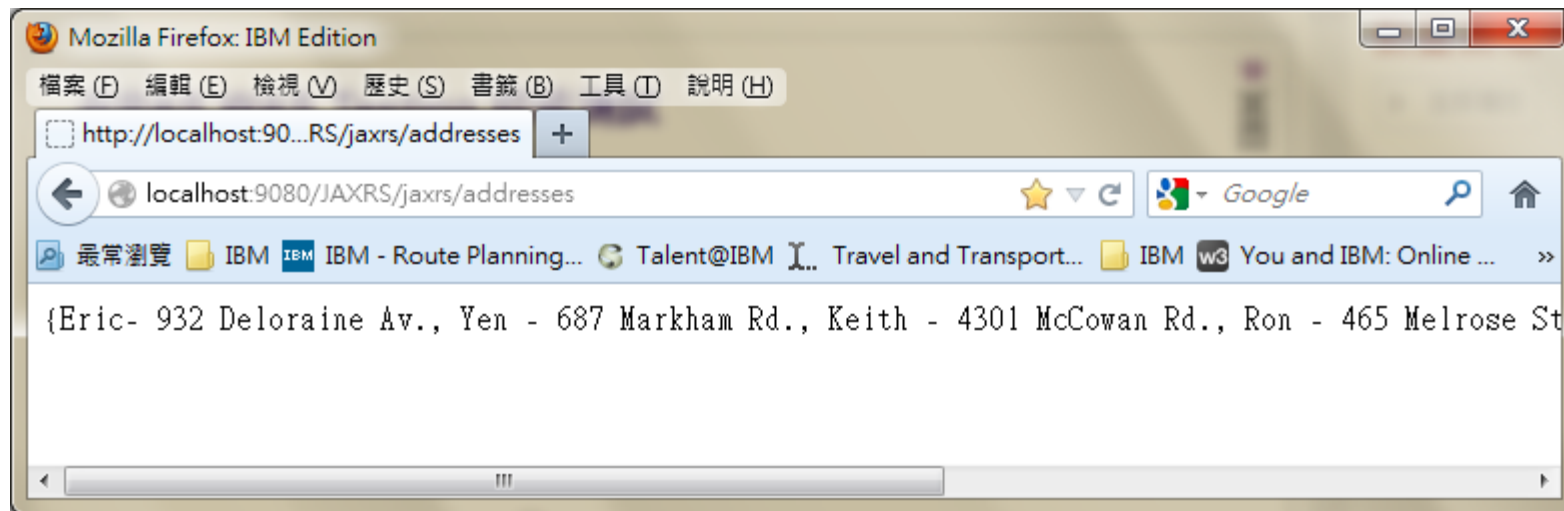 Mozilla Firefox: IBM Edition
檔案 (F) 編輯 (E) 檢視 (V) 歷史 (S) 書籤 (B) 工具 (T) 說明 (H)
http://localhost:90...RS/jaxrs/addresses
localhost:9080/JAXRS/jaxrs/addresses Google
最常瀏覽 IBM IBM IBM - Route Planning... Talent@IBM Travel and Transport... IBM w3 You and IBM: Online ... »
{Eric- 932 Deloraine Av., Yen - 687 Markham Rd., Keith - 4301 McCowan Rd., Ron - 465 Melrose St